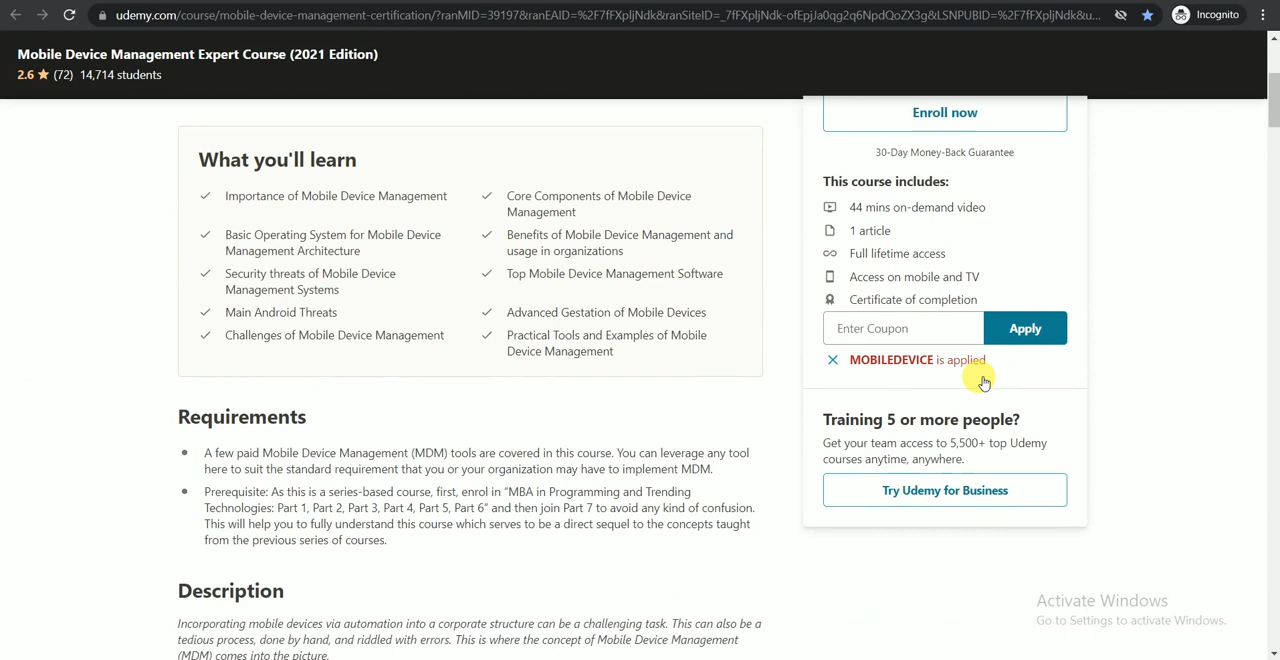 udemy.com/course/mobile-device-management-certification/?ranMID=39197&ranEAID=%2F7fFXpljNdk&ranSiteID=_7fFXpljNdk-ofEpjJa0qg2q6NpdQoZX3g&LSNPUBID=%2F7fFXpljNdk&u...
Incognito
Mobile Device Management Expert Course (2021 Edition)
2.6 ★ (72) 14,714 students
What you'll learn
Importance of Mobile Device Management
Basic Operating System for Mobile Device
Management Architecture
Security threats of Mobile Device
Management Systems
Main Android Threats
Challenges of Mobile Device Management
Core Components of Mobile Device
Management
Benefits of Mobile Device Management and
usage in organizations
Top Mobile Device Management Software
Advanced Gestation of Mobile Devices
Practical Tools and Examples of Mobile
Device Management
Requirements
A few paid Mobile Device Management (MDM) tools are covered in this course. You can leverage any tool
here to suit the standard requirement that you or your organization may have to implement MDM.
Prerequisite: As this is a series-based course, first, enrol in "MBA in Programming and Trending
Technologies: Part 1, Part 2, Part 3, Part 4, Part 5, Part 6" and then join Part 7 to avoid any kind of confusion.
This will help you to fully understand this course which serves to be a direct sequel to the concepts taught
from the previous series of courses.
Description
Incorporating mobile devices via automation into a corporate structure can be a challenging task. This can also be a
tedious process, done by hand, and riddled with errors. This is where the concept of Mobile Device Management
(MDM) comes into the picture.
Enroll now
30-Day Money-Back Guarantee
This course includes:
44 mins on-demand video
1 article
Full lifetime access
Access on mobile and TV
Certificate of completion
Enter Coupon
Apply
MOBILEDEVICE is applied
Training 5 or more people?
Get your team access to 5,500+ top Udemy
courses anytime, anywhere.
Try Udemy for Business
Activate Windows
Go to Settings to activate Windows.